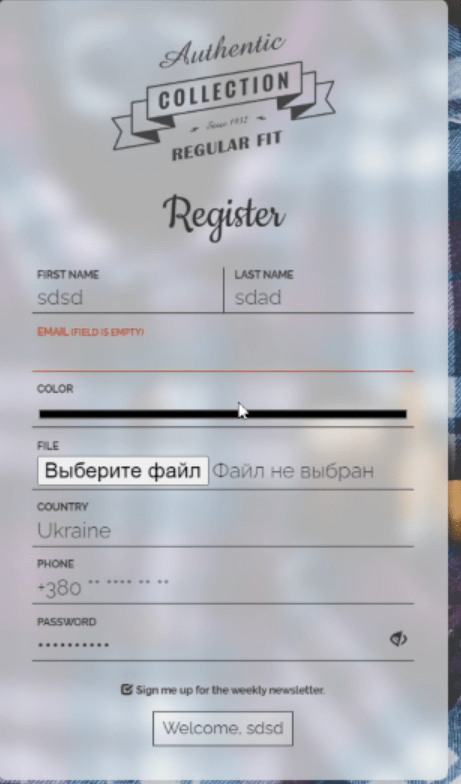 Authentic
COLLECTION
Since 1932
REGULAR FIT
Register
FIRST NAME LAST NAME
sdsd sdad
EMAIL (FIELD IS EMPTY)
COLOR
FILE
Выберите файл Файл не выбран
COUNTRY
Ukraine
PHONE
+380 ** **** ** **
PASSWORD
••••••••••
Sign me up for the weekly newsletter.
Welcome, sdsd